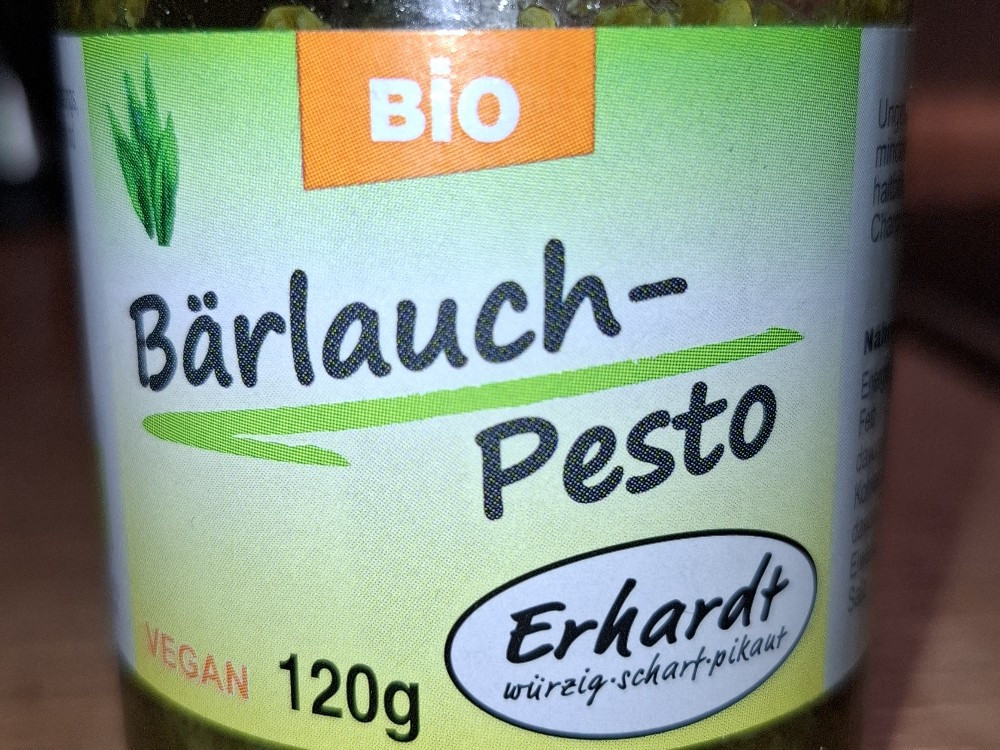 BiO
Bärlauch-
Pesto
Erhardt
würzig·scharf·pikant
VEGAN
120g